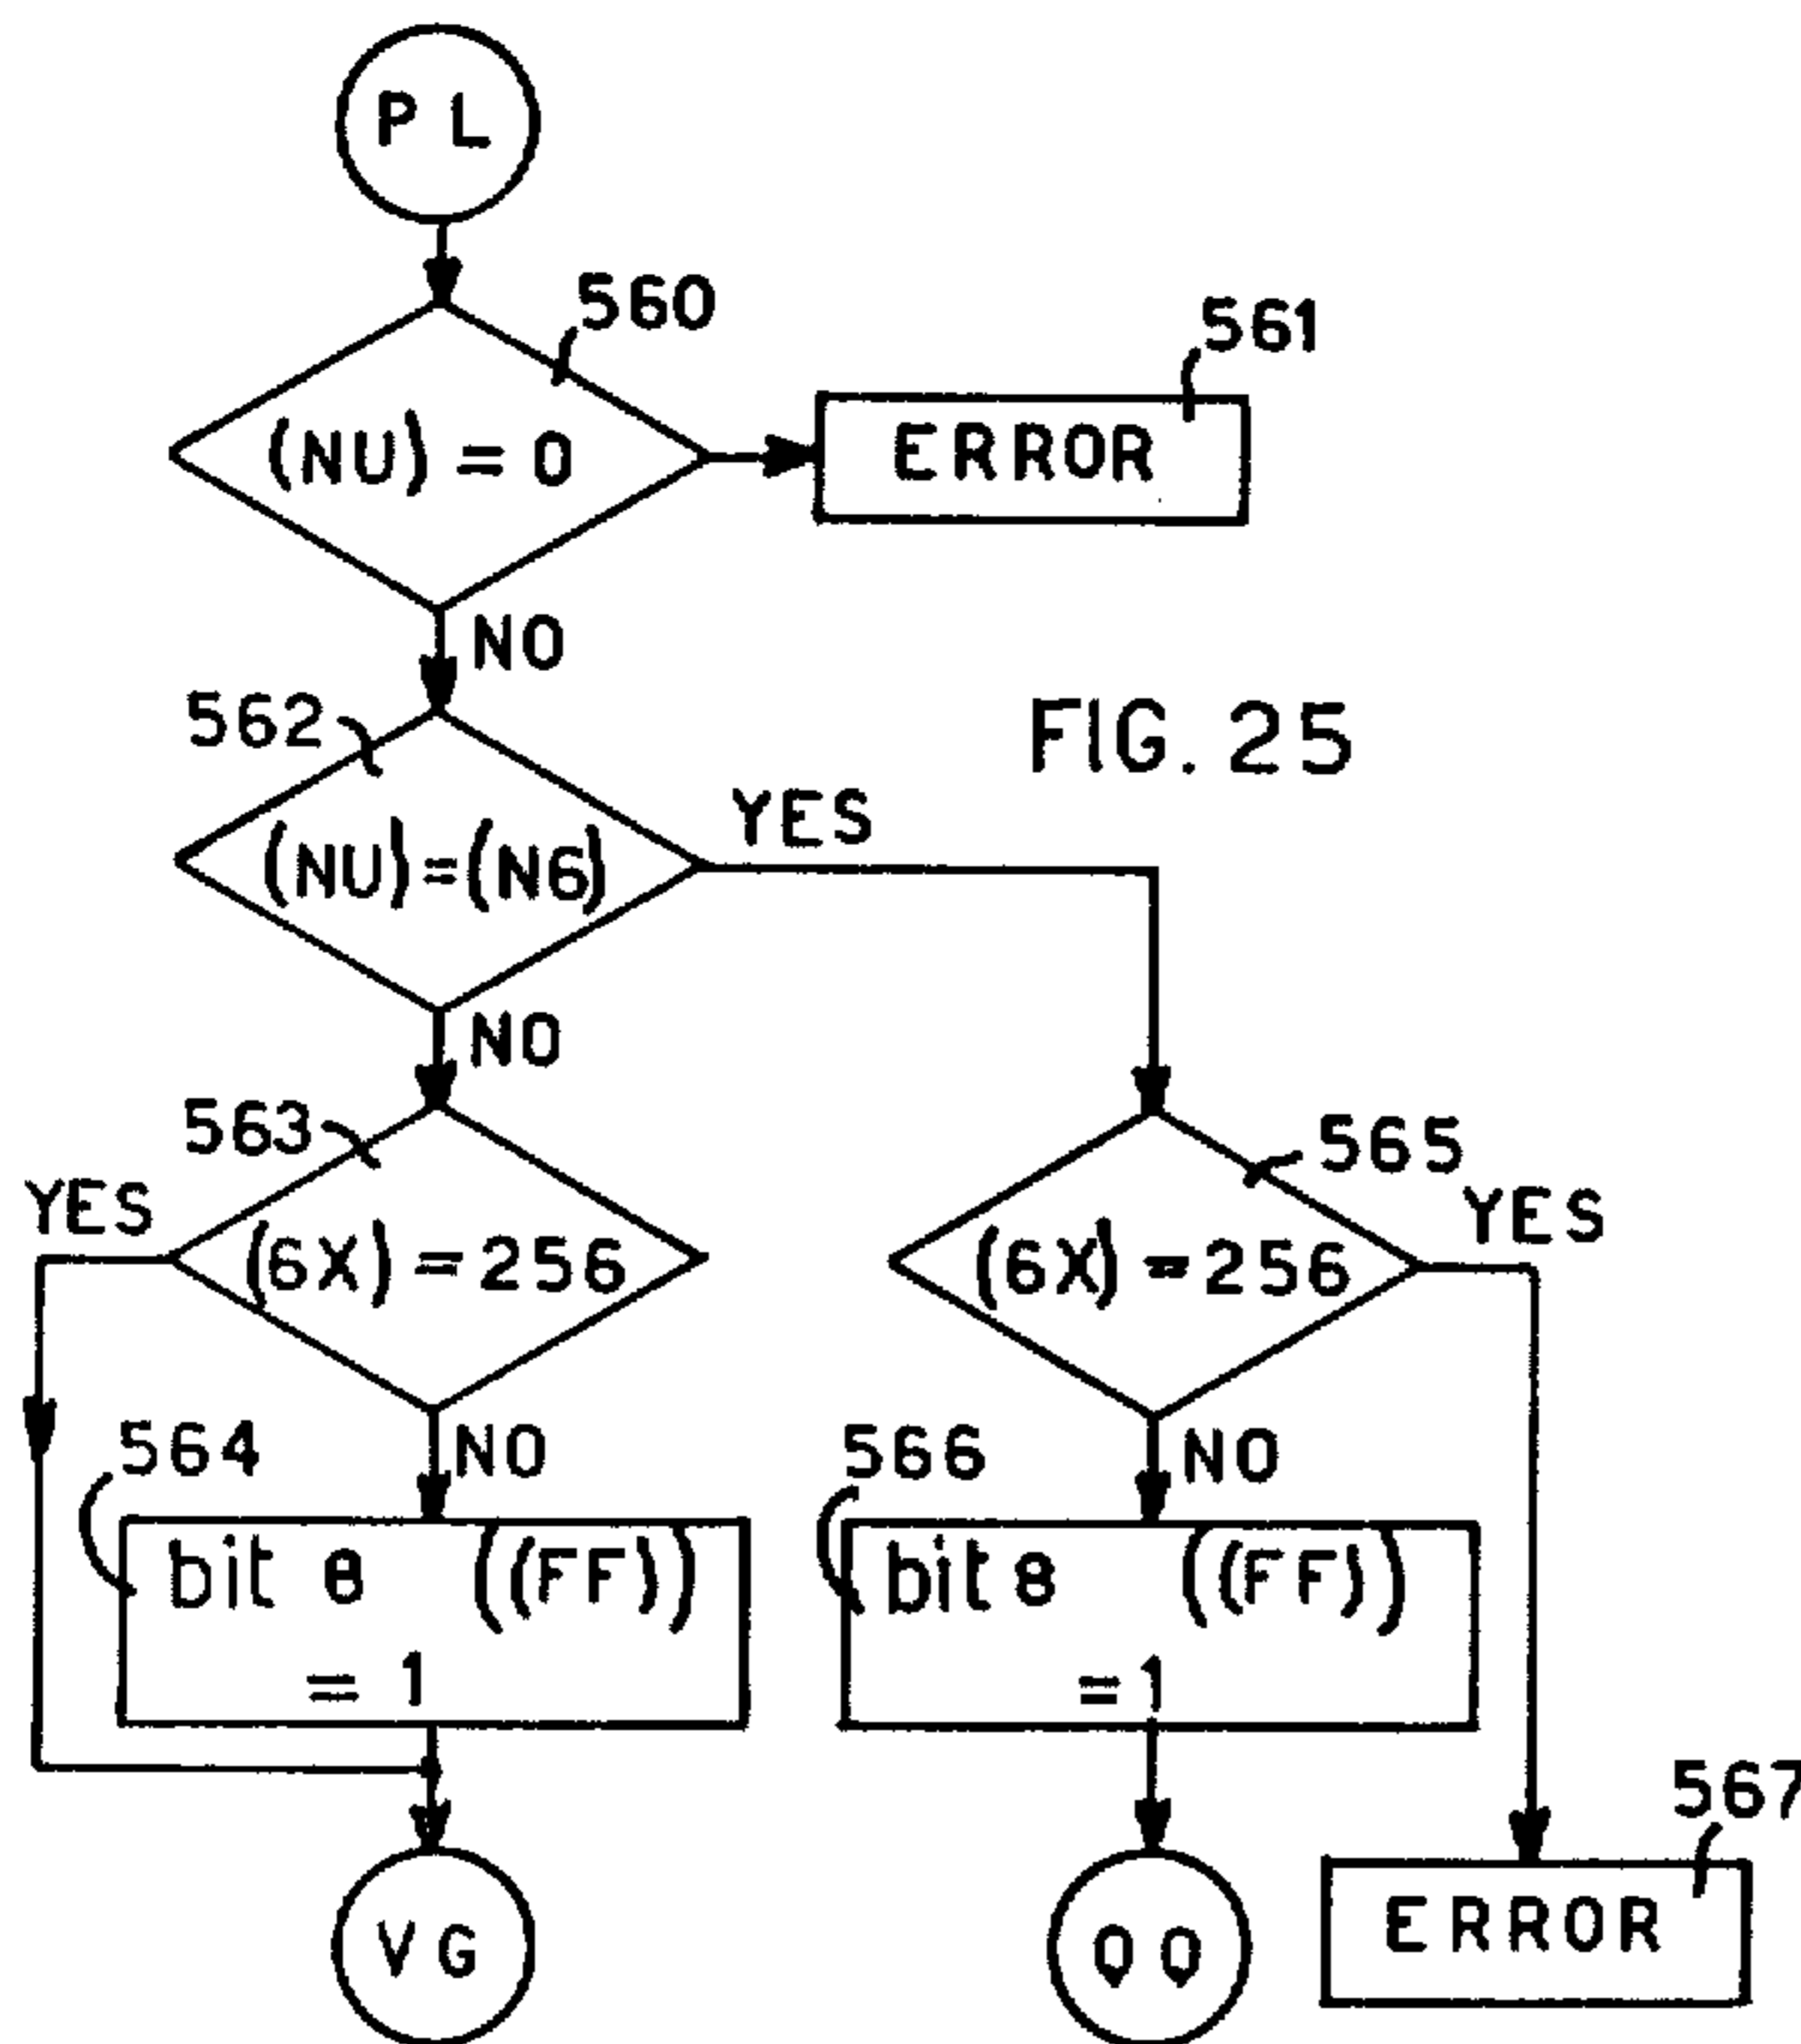 PL
560
561
(NU) = 0
ERROR
NO
562
FIG. 25
YES
(NU)=(N6)
NO
563
565
YES
YES
(6X) = 256
(6X) = 256
564
NO
566
NO
bit 8 ((FF))
= 1
bit 8 ((FF))
=1
567
VG
QQ
ERROR